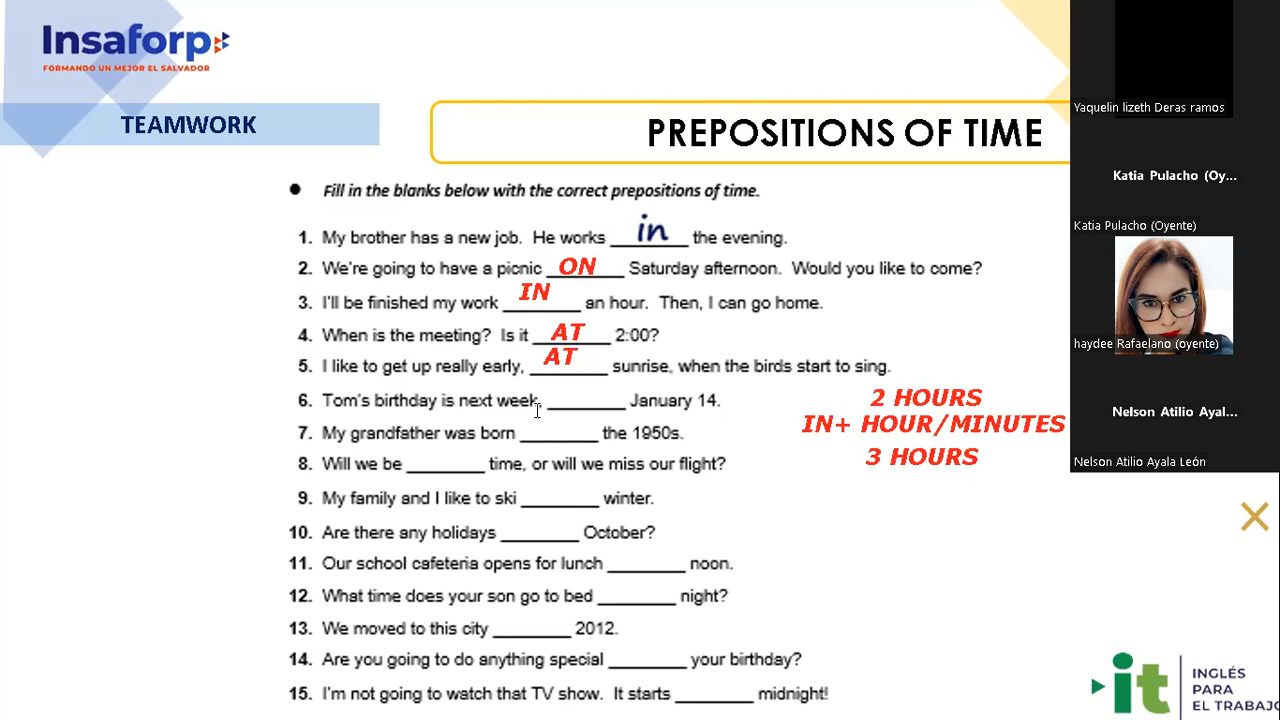 Insaforp
FORMANDO UN MEJOR EL SALVADOR
TEAMWORK
PREPOSITIONS OF TIME
● Fill in the blanks below with the correct prepositions of time.
1. My brother has a new job. He works ___in___ the evening.
2. We're going to have a picnic ___ON___ Saturday afternoon. Would you like to come?
3. I'll be finished my work ___IN___ an hour. Then, I can go home.
4. When is the meeting? Is it ___AT___ 2:00?
5. I like to get up really early, ___AT___ sunrise, when the birds start to sing.
6. Tom's birthday is next week, ________ January 14.
7. My grandfather was born ________ the 1950s.
8. Will we be ________ time, or will we miss our flight?
9. My family and I like to ski ________ winter.
10. Are there any holidays ________ October?
11. Our school cafeteria opens for lunch ________ noon.
12. What time does your son go to bed ________ night?
13. We moved to this city ________ 2012.
14. Are you going to do anything special ________ your birthday?
15. I'm not going to watch that TV show. It starts ________ midnight!
2 HOURS
IN+ HOUR/MINUTES
3 HOURS
Yaquelin lizeth Deras ramos
Katia Pulacho (Oy...
Katia Pulacho (Oyente)
haydee Rafaelano (oyente)
Nelson Atilio Ayal...
Nelson Atilio Ayala León
it
INGLÉS
PARA
EL TRABAJO